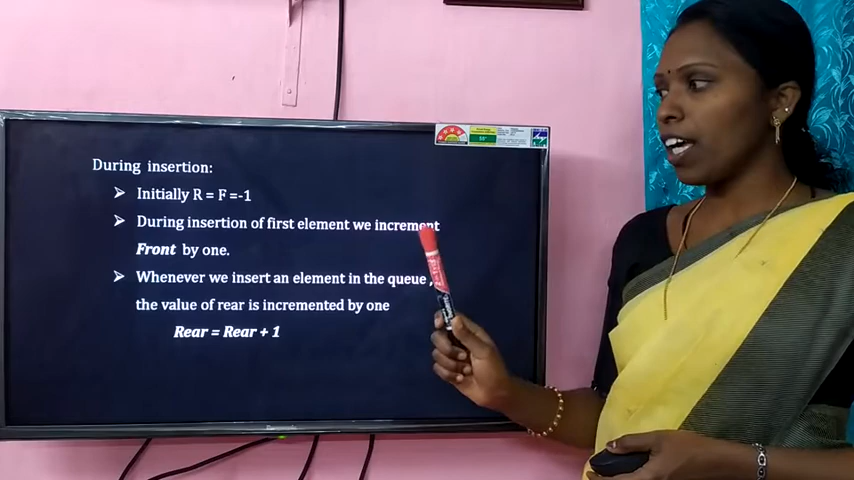 During insertion:
➤ Initially R = F =-1
➤ During insertion of first element we increment
Front by one.
➤ Whenever we insert an element in the queue ,
the value of rear is incremented by one
Rear = Rear + 1